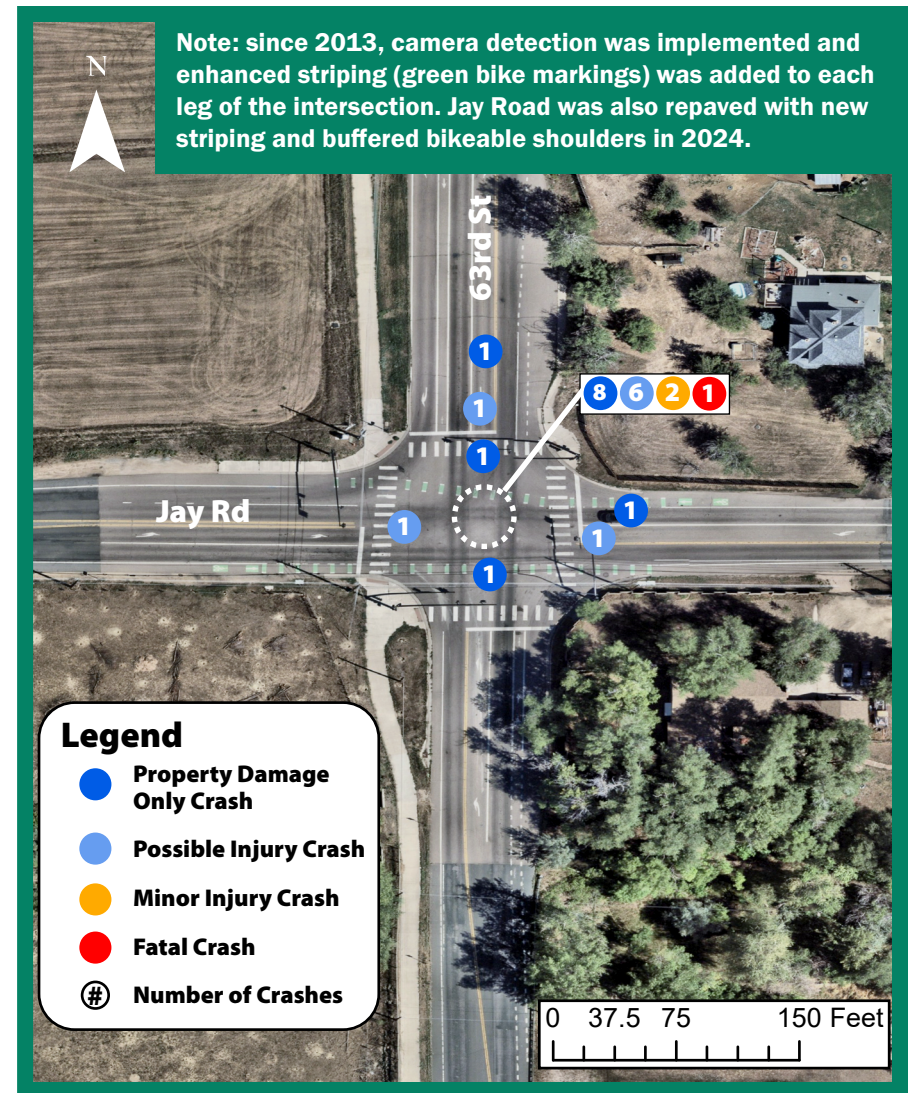 N
Note: since 2013, camera detection was implemented and
enhanced striping (green bike markings) was added to each
leg of the intersection. Jay Road was also repaved with new
striping and buffered bikeable shoulders in 2024.
63rd St
1
1
8 6 2 1
1
Jay Rd
1
1
1
1
Legend
Property Damage
Only Crash
Possible Injury Crash
Minor Injury Crash
Fatal Crash
# Number of Crashes
0 37.5 75 150 Feet